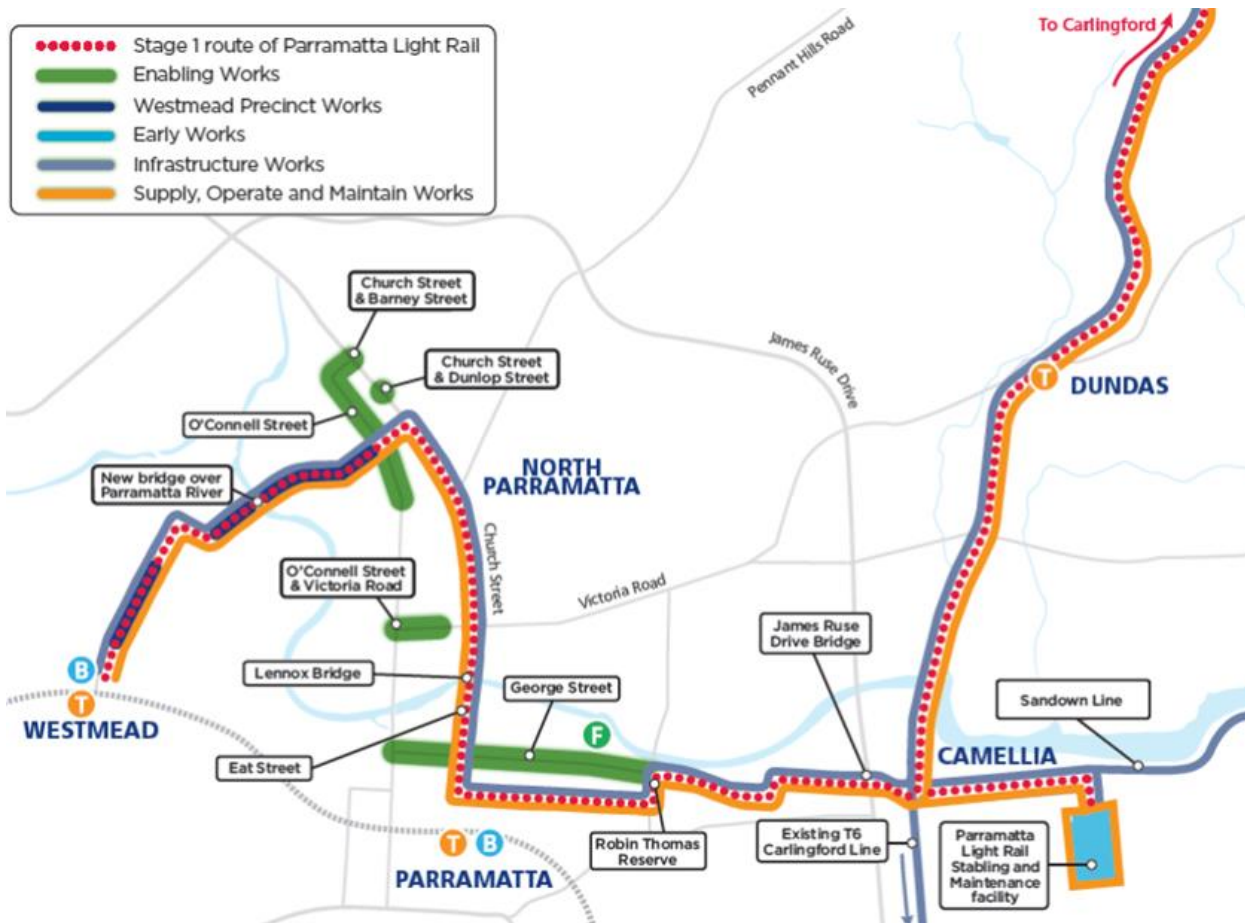 Stage 1 route of Parramatta Light Rail
Enabling Works
Westmead Precinct Works
Early Works
Infrastructure Works
Supply, Operate and Maintain Works
To Carlingford
Pennant Hills Road
Church Street
& Barney Street
Church Street
& Dunlop Street
James Ruse Drive
O'Connell Street
T
DUNDAS
New bridge over
Parramatta River
NORTH
PARRAMATTA
Church Street
O'Connell Street
& Victoria Road
Victoria Road
James Ruse
Drive Bridge
B
T
WESTMEAD
Lennox Bridge
George Street
Sandown Line
F
Eat Street
CAMELLIA
T B
PARRAMATTA
Robin Thomas
Reserve
Existing T6
Carlingford Line
Parramatta
Light Rail
Stabling and
Maintenance
facility